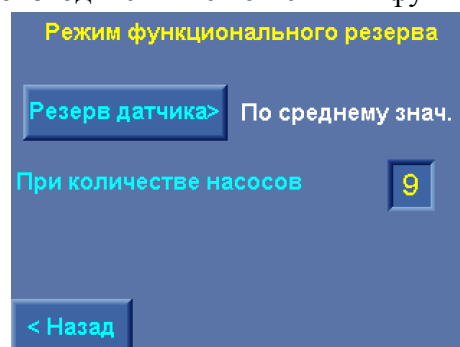 Режим функционального резерва
Резерв датчика> По среднему знач.
При количестве насосов 9
< Назад